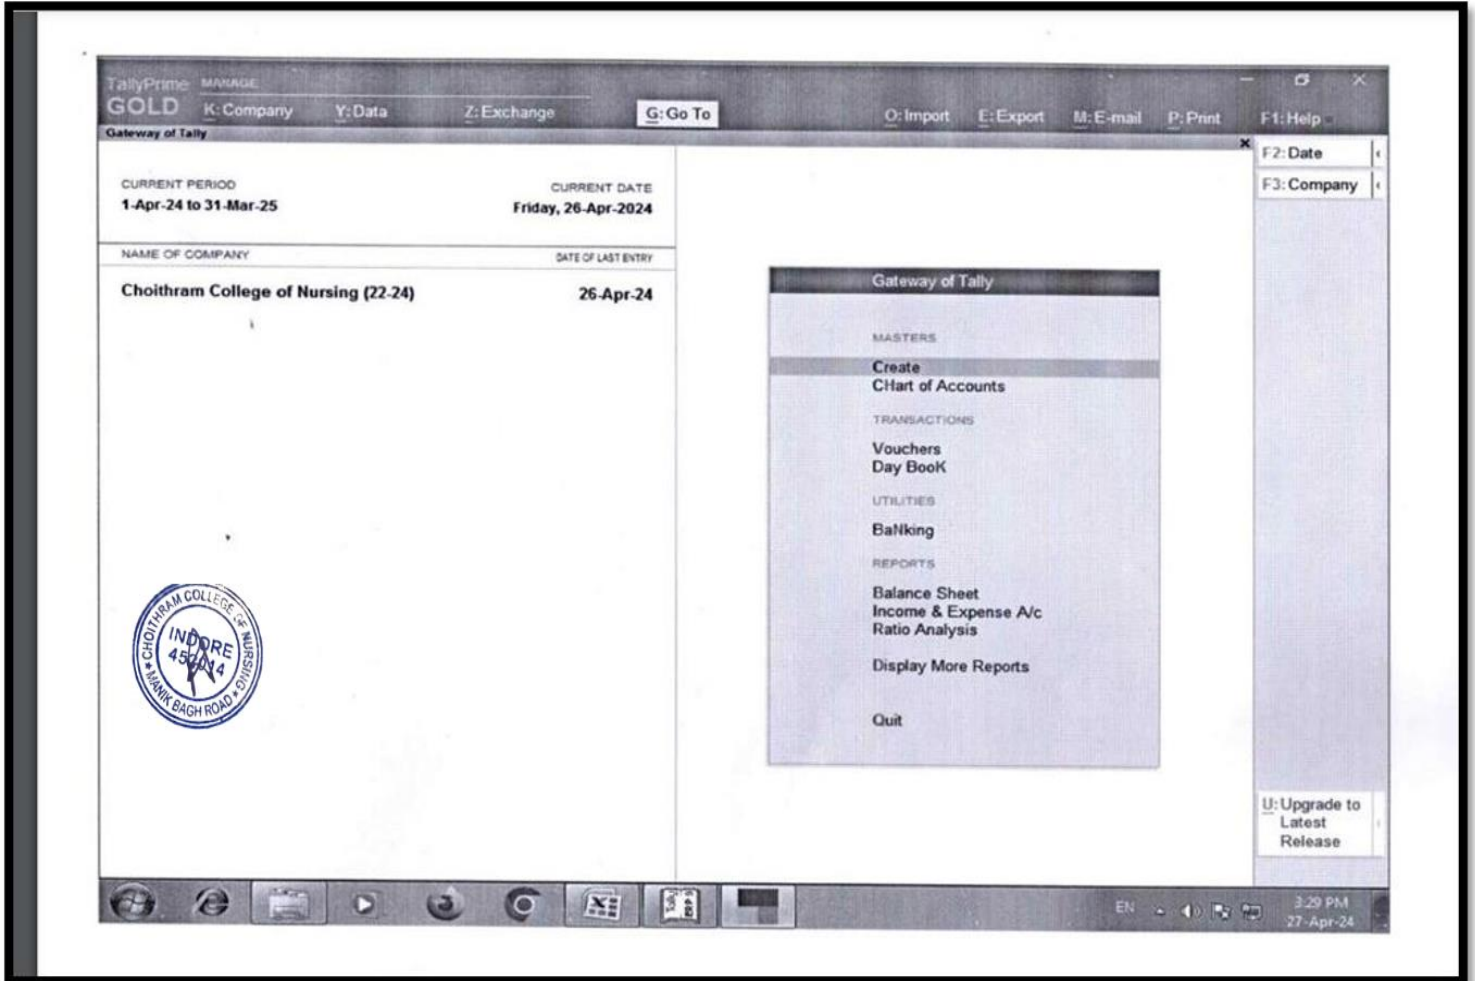 TallyPrime MANAGE
GOLD K: Company Y: Data Z: Exchange G: Go To O: Import E: Export M: E-mail P: Print F1: Help
Gateway of Tally
F2: Date
F3: Company
CURRENT PERIOD CURRENT DATE
1-Apr-24 to 31-Mar-25 Friday, 26-Apr-2024
NAME OF COMPANY DATE OF LAST ENTRY
Choithram College of Nursing (22-24) 26-Apr-24
Gateway of Tally
MASTERS
Create
CHart of Accounts
TRANSACTIONS
Vouchers
Day BooK
UTILITIES
BaNking
REPORTS
Balance Sheet
Income & Expense A/c
Ratio Analysis
Display More Reports
Quit
CHOITHRAM COLLEGE OF NURSING
INDORE
452014
MANIK BAGH ROAD
U: Upgrade to
Latest
Release
EN 3:29 PM
27-Apr-24